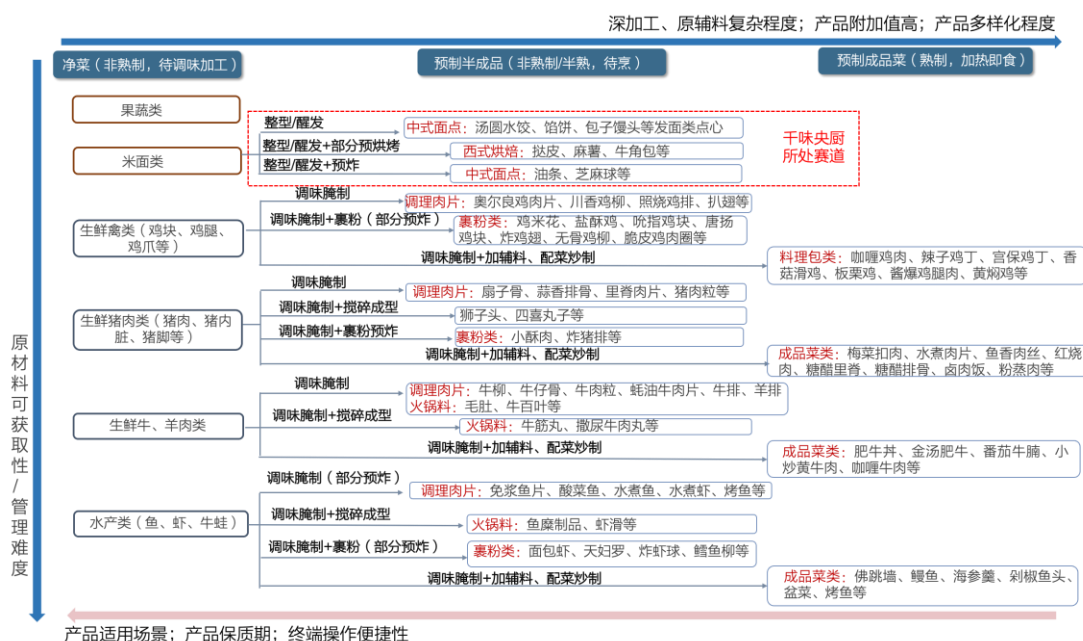 深加工、原辅料复杂程度；产品附加值高；产品多样化程度
净菜（非熟制，待调味加工）
预制半成品（非熟制/半熟，待烹）
预制成品菜（熟制，加热即食）
果蔬类
米面类
整型/醒发
中式面点：汤圆水饺、馅饼、包子馒头等发面类点心
整型/醒发+部分预烘烤
西式烘焙：挞皮、麻薯、牛角包等
整型/醒发+预炸
中式面点：油条、芝麻球等
千味央厨
所处赛道
生鲜禽类（鸡块、鸡腿、
鸡爪等）
调味腌制
调理肉片：奥尔良鸡肉片、川香鸡柳、照烧鸡排、扒翅等
调味腌制+裹粉（部分预炸）
裹粉类：鸡米花、盐酥鸡、吮指鸡块、唐扬
鸡块、炸鸡翅、无骨鸡柳、脆皮鸡肉圈等
调味腌制+加辅料、配菜炒制
料理包类：咖喱鸡肉、辣子鸡丁、宫保鸡丁、香
菇滑鸡、板栗鸡、酱爆鸡腿肉、黄焖鸡等
生鲜猪肉类（猪肉、猪内
脏、猪脚等）
调味腌制
调理肉片：扇子骨、蒜香排骨、里脊肉片、猪肉粒等
调味腌制+搅碎成型
狮子头、四喜丸子等
调味腌制+裹粉预炸
裹粉类：小酥肉、炸猪排等
调味腌制+加辅料、配菜炒制
成品菜类：梅菜扣肉、水煮肉片、鱼香肉丝、红烧
肉、糖醋里脊、糖醋排骨、卤肉饭、粉蒸肉等
生鲜牛、羊肉类
调味腌制
调理肉片：牛柳、牛仔骨、牛肉粒、蚝油牛肉片、牛排、羊排
火锅料：毛肚、牛百叶等
调味腌制+搅碎成型
火锅料：牛筋丸、撒尿牛肉丸等
调味腌制+加辅料、配菜炒制
成品菜类：肥牛丼、金汤肥牛、番茄牛腩、小
炒黄牛肉、咖喱牛肉等
水产类（鱼、虾、牛蛙）
调味腌制（部分预炸）
调理肉片：免浆鱼片、酸菜鱼、水煮鱼、水煮虾、烤鱼等
调味腌制+搅碎成型
火锅料：鱼糜制品、虾滑等
调味腌制+裹粉（部分预炸）
裹粉类：面包虾、天妇罗、炸虾球、鳕鱼柳等
调味腌制+加辅料、配菜炒制
成品菜类：佛跳墙、鳗鱼、海参羹、剁椒鱼头、
盆菜、烤鱼等
原材料可获取性/管理难度
产品适用场景；产品保质期；终端操作便捷性